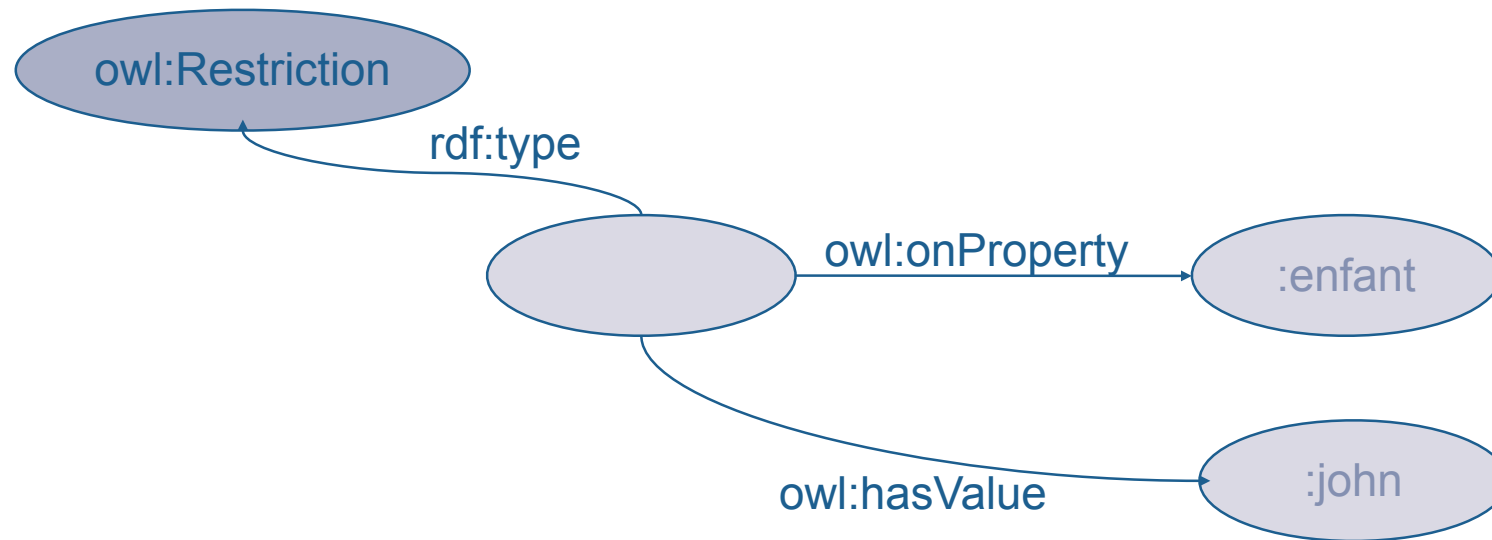 owl:Restriction
rdf:type
owl:onProperty
:enfant
owl:hasValue
:john